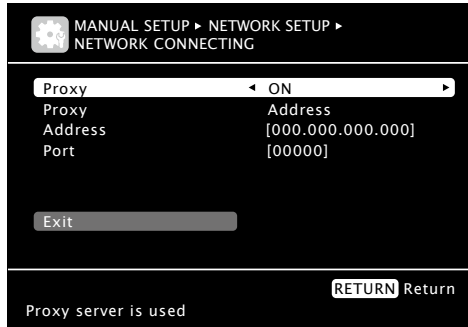 MANUAL SETUP ▸ NETWORK SETUP ▸
NETWORK CONNECTING
Proxy ◂ ON ▸
Proxy Address
Address [000.000.000.000]
Port [00000]
Exit
RETURN Return
Proxy server is used